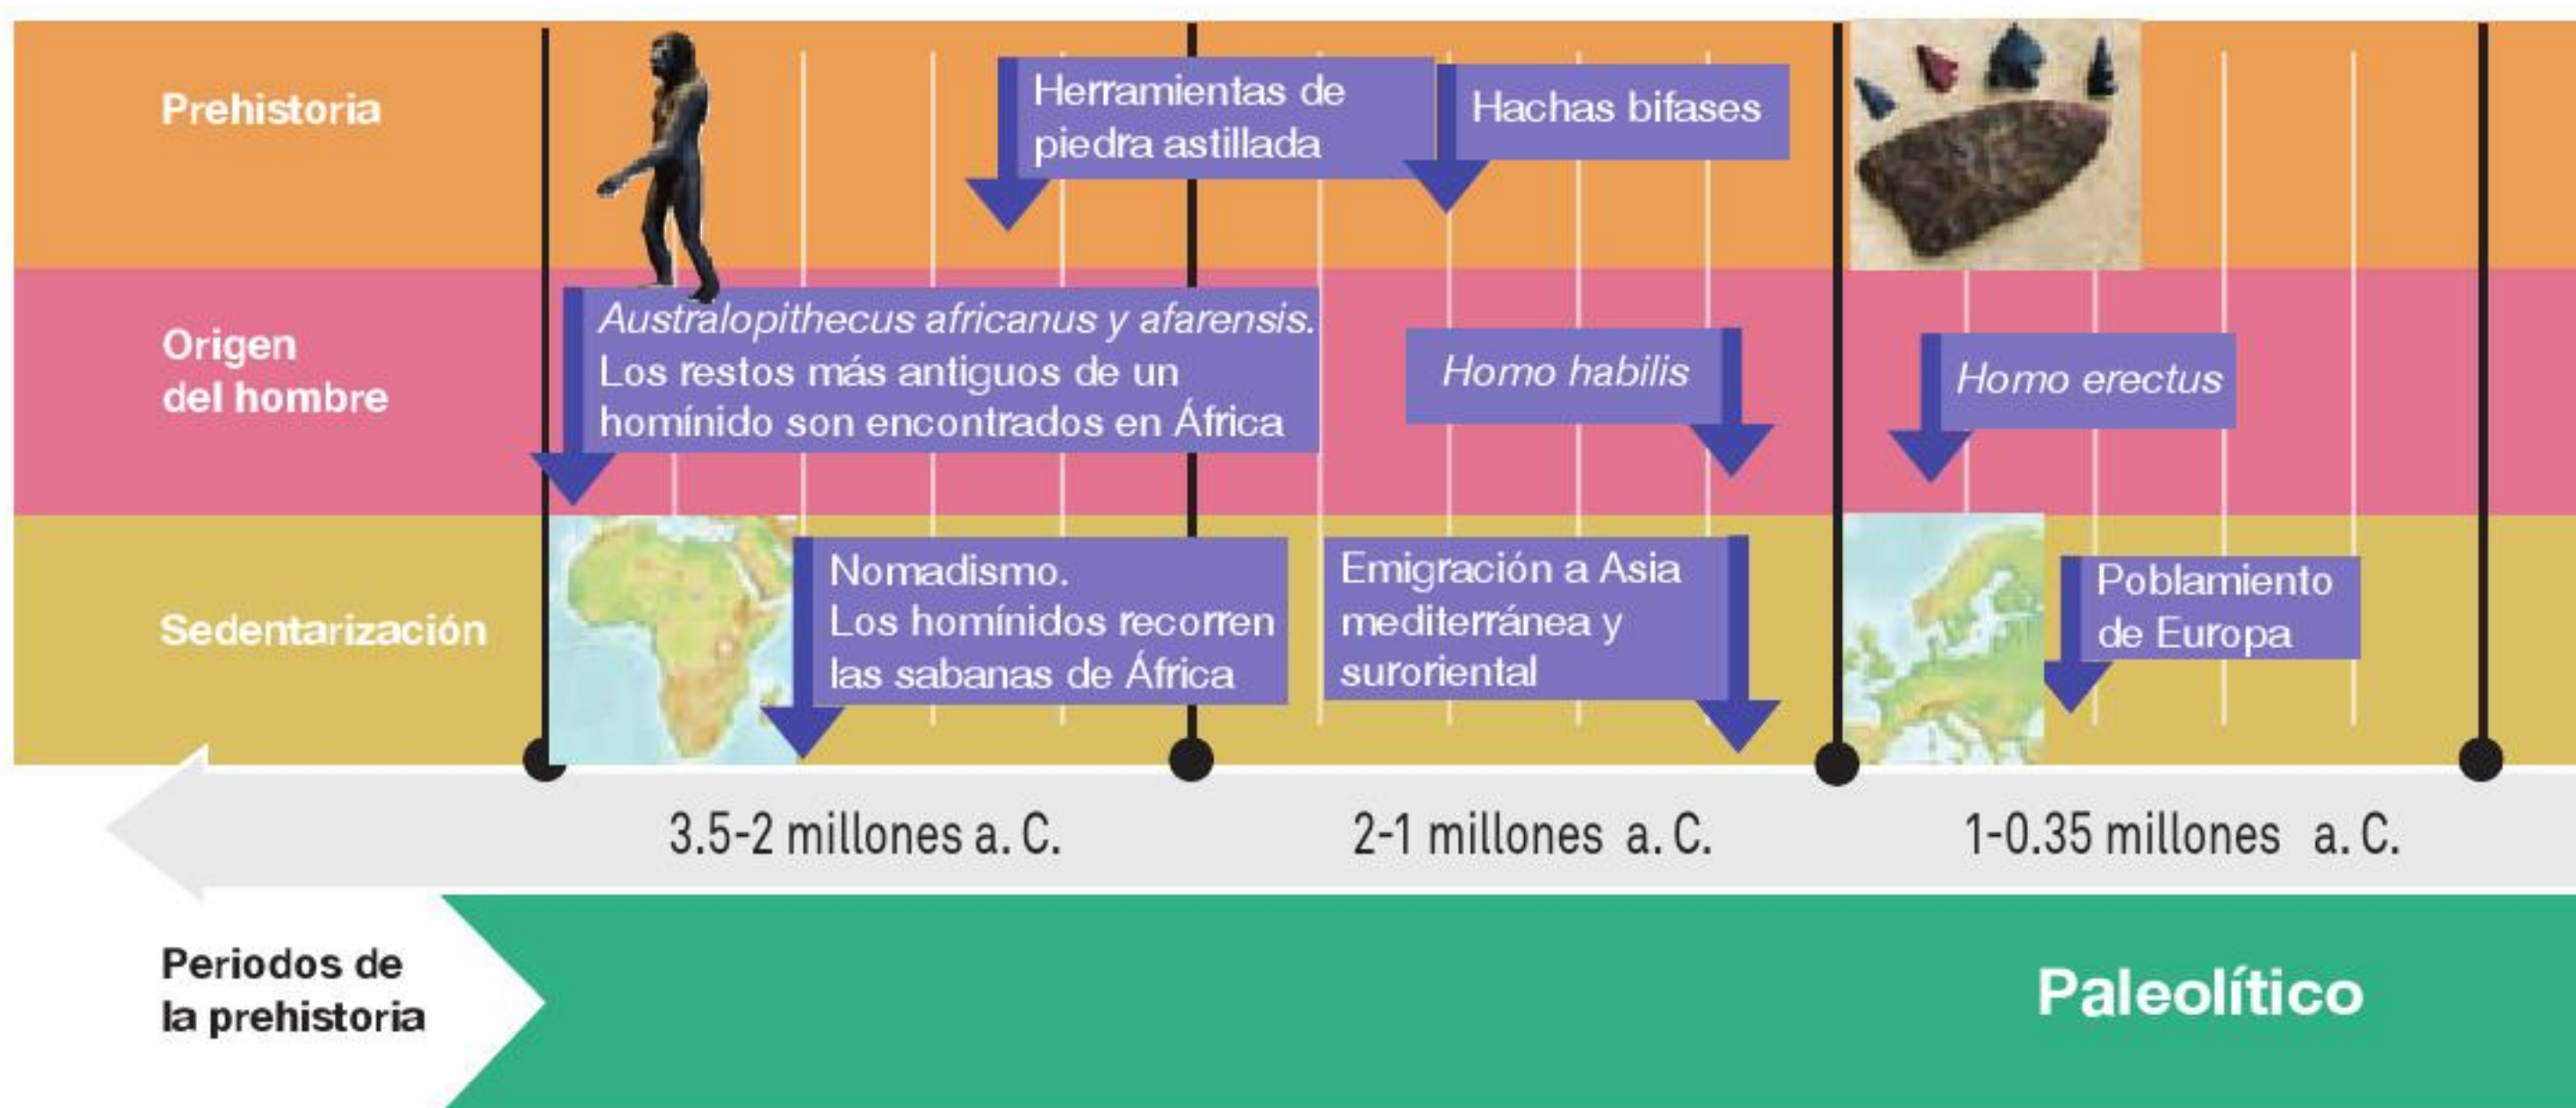 Prehistoria
Herramientas de
piedra astillada
Hachas bifases
Origen
del hombre
Australopithecus africanus y afarensis.
Los restos más antiguos de un
homínido son encontrados en África
Homo habilis
Homo erectus
Sedentarización
Nomadismo.
Los homínidos recorren
las sabanas de África
Emigración a Asia
mediterránea y
suroriental
Poblamiento
de Europa
3.5-2 millones a. C.
2-1 millones a. C.
1-0.35 millones a. C.
Periodos de
la prehistoria
Paleolítico